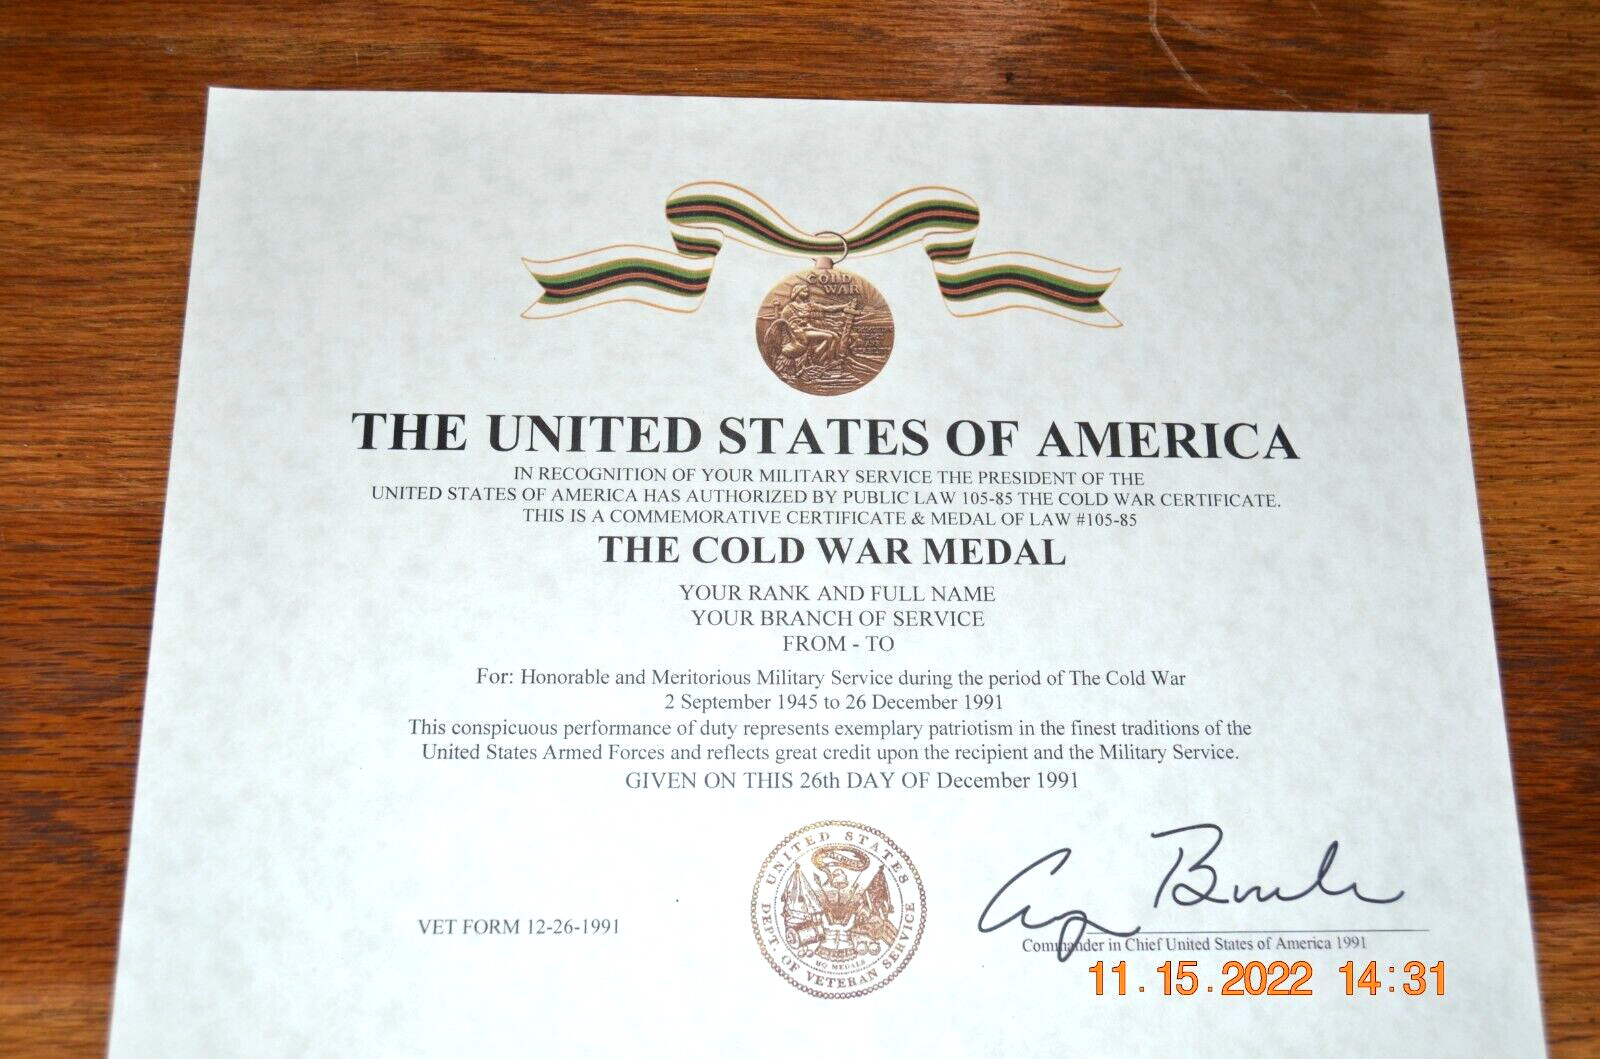 COLD
WAR
THE UNITED STATES OF AMERICA
IN RECOGNITION OF YOUR MILITARY SERVICE THE PRESIDENT OF THE
UNITED STATES OF AMERICA HAS AUTHORIZED BY PUBLIC LAW 105-85 THE COLD WAR CERTIFICATE.
THIS IS A COMMEMORATIVE CERTIFICATE & MEDAL OF LAW #105-85
THE COLD WAR MEDAL
YOUR RANK AND FULL NAME
YOUR BRANCH OF SERVICE
FROM - TO
For: Honorable and Meritorious Military Service during the period of The Cold War
2 September 1945 to 26 December 1991
This conspicuous performance of duty represents exemplary patriotism in the finest traditions of the
United States Armed Forces and reflects great credit upon the recipient and the Military Service.
GIVEN ON THIS 26th DAY OF December 1991
UNITED STATES
DEPT OF VETERAN SERVICE
HQ MEDALS
VET FORM 12-26-1991
Commander in Chief United States of America 1991
11.15.2022 14:31